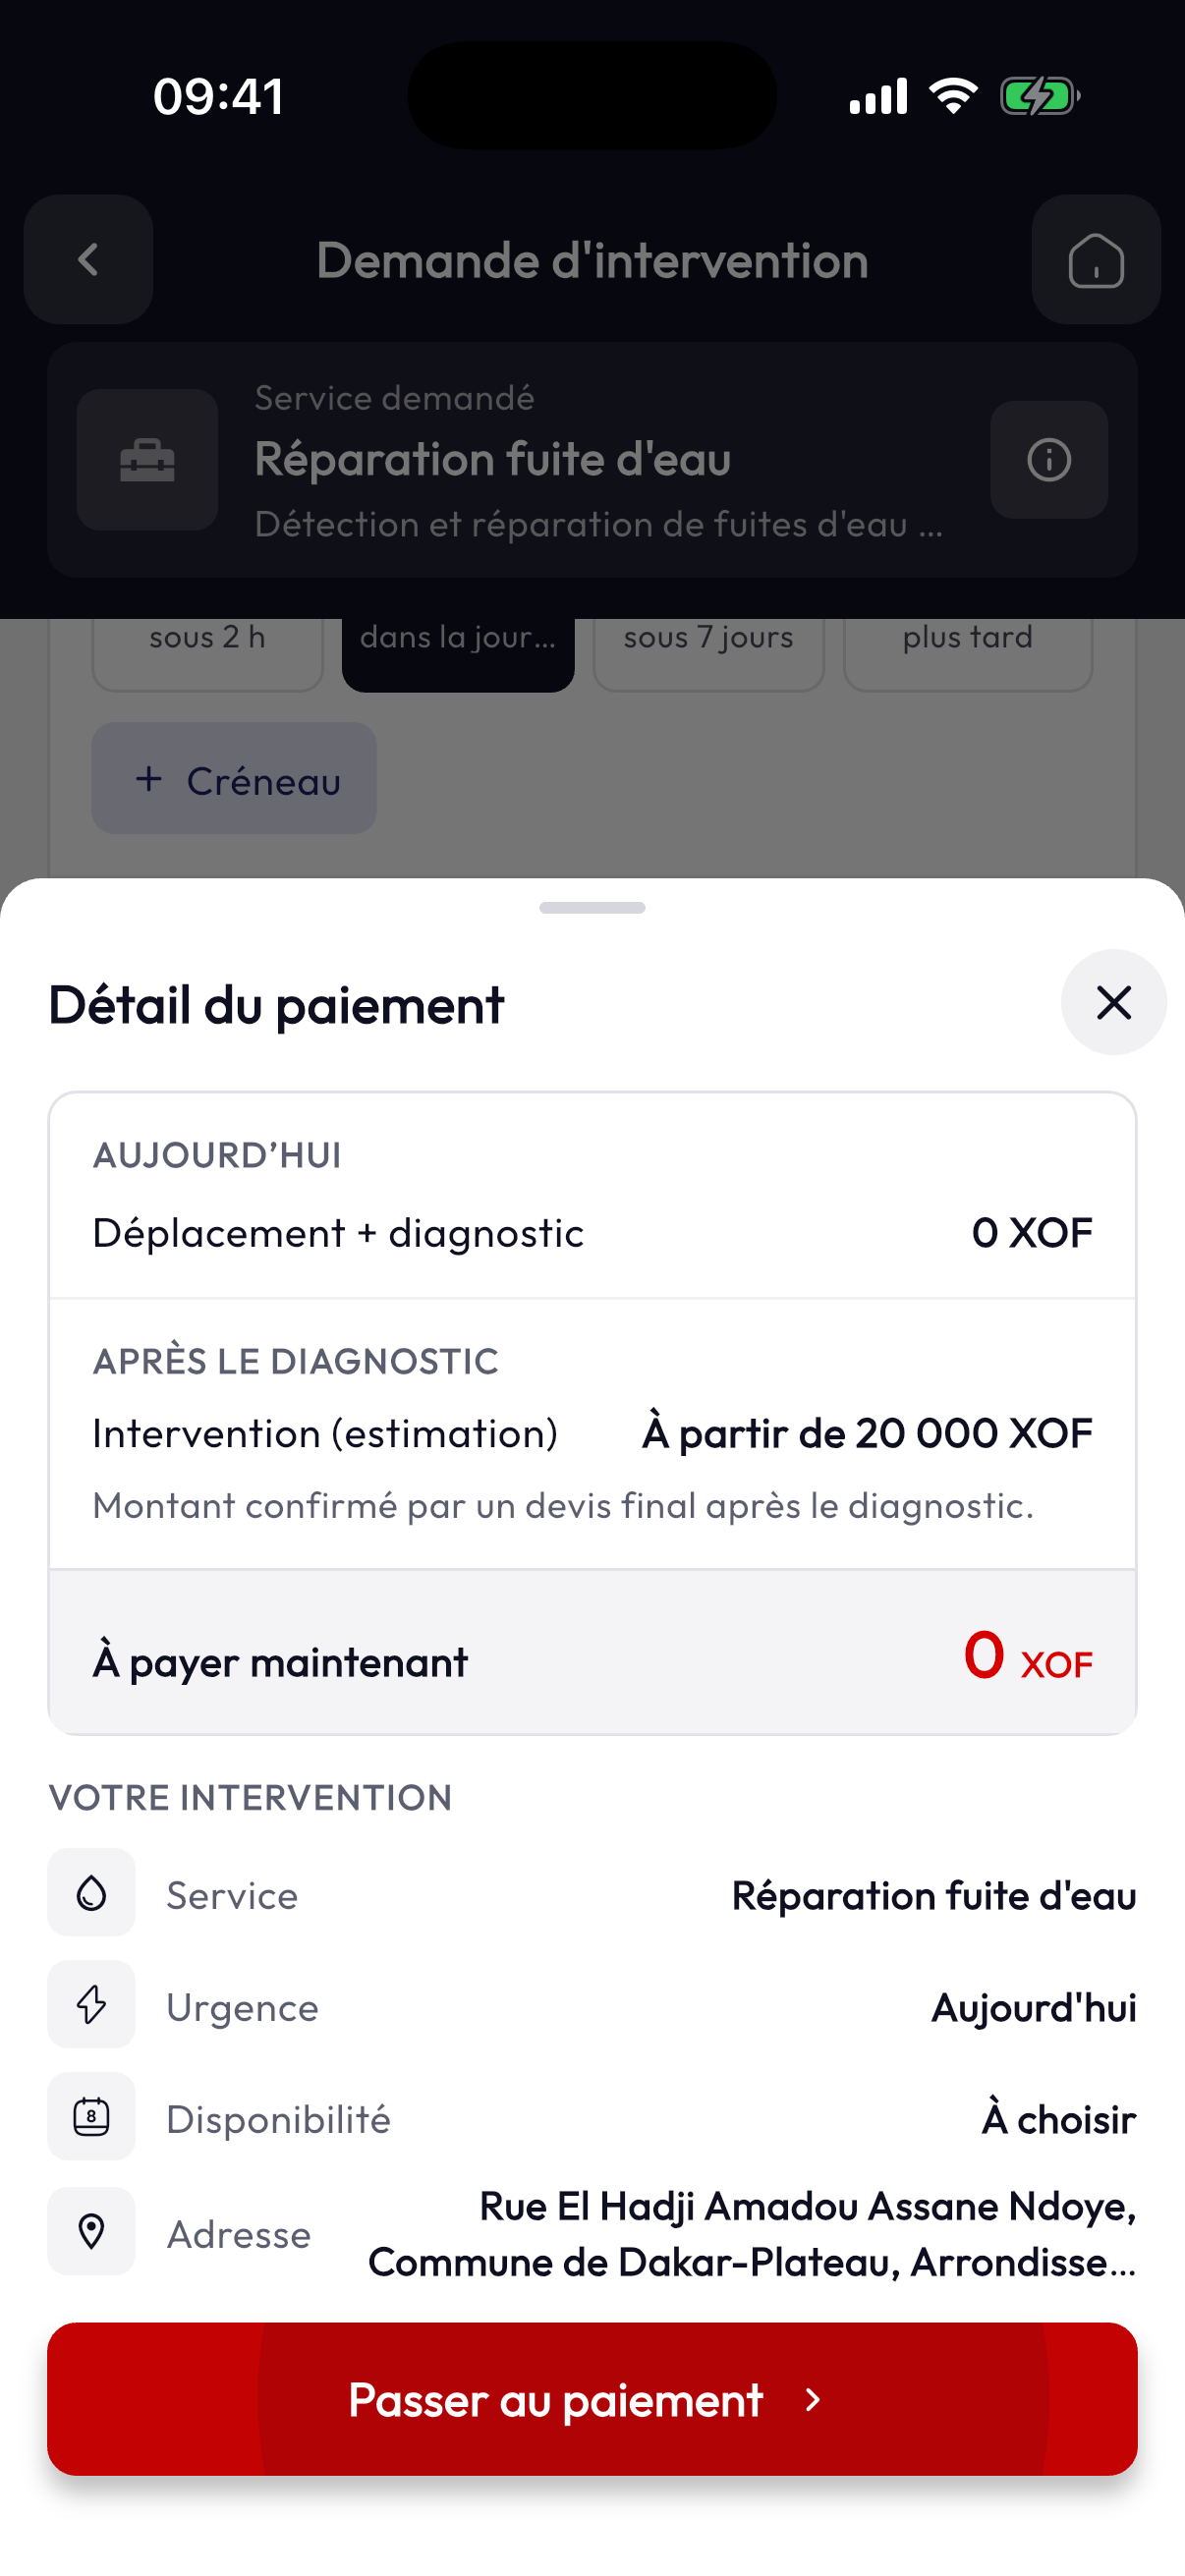 09:41
Demande d'intervention
Service demandé
Réparation fuite d'eau
Détection et réparation de fuites d'eau ...
sous 2 h
dans la jour...
sous 7 jours
plus tard
+ Créneau
Détail du paiement
AUJOURD’HUI
Déplacement + diagnostic 0 XOF
APRÈS LE DIAGNOSTIC
Intervention (estimation) À partir de 20 000 XOF
Montant confirmé par un devis final après le diagnostic.
À payer maintenant 0 XOF
VOTRE INTERVENTION
Service Réparation fuite d'eau
Urgence Aujourd'hui
8
Disponibilité À choisir
Adresse Rue El Hadji Amadou Assane Ndoye,
Commune de Dakar-Plateau, Arrondisse...
Passer au paiement